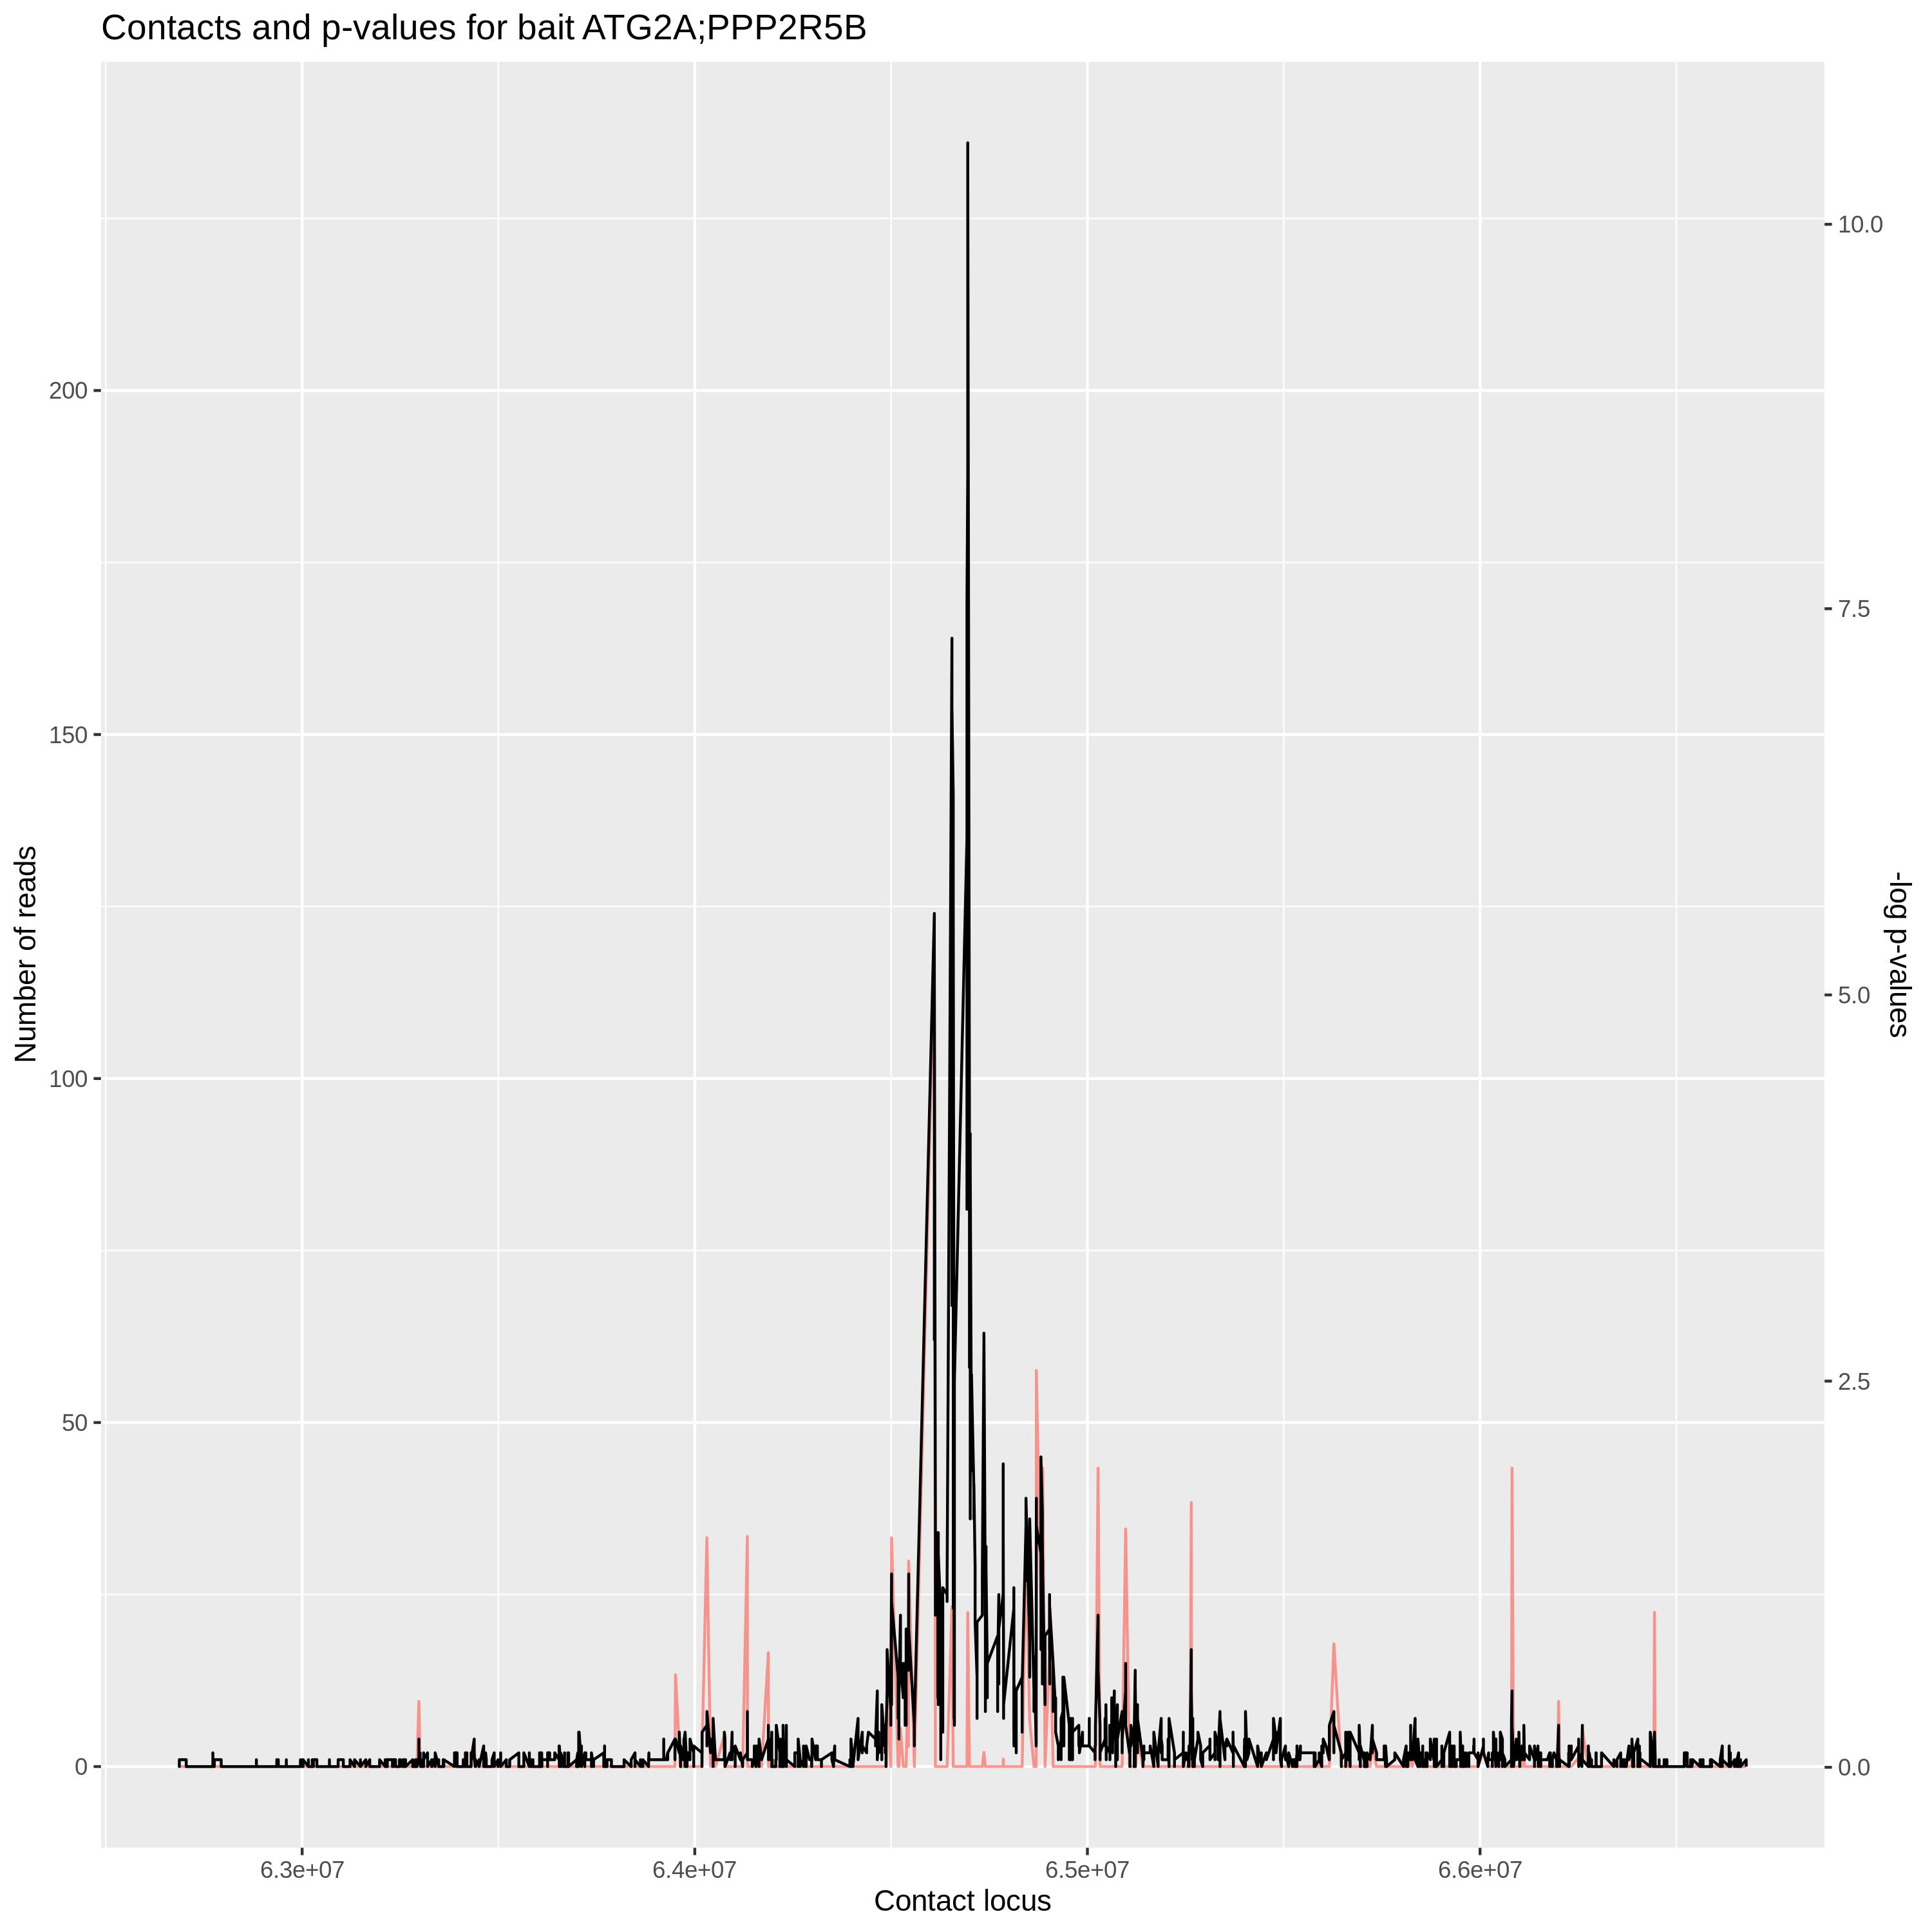 Contacts and p-values for bait ATG2A;PPP2R5B
Number of reads
200
150
100
50
0
10.0
7.5
5.0
2.5
0.0
-log p-values
6.3e+07
6.4e+07
6.5e+07
6.6e+07
Contact locus